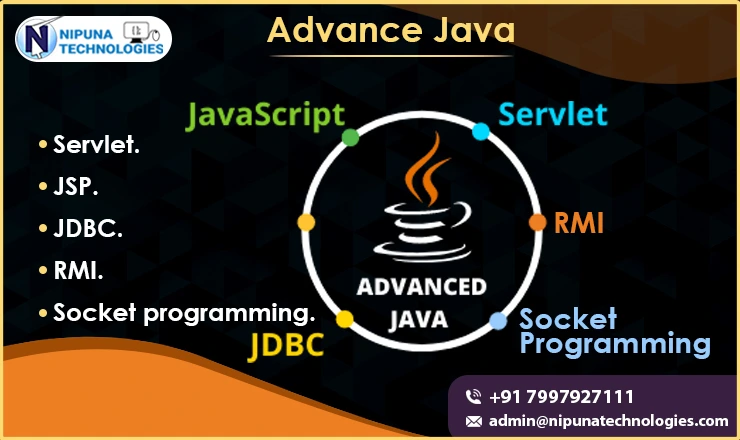 NIPUNA
TECHNOLOGIES
Advance Java
• Servlet.
• JSP.
• JDBC.
• RMI.
• Socket programming.
JavaScript
Servlet
RMI
Socket
Programming
JDBC
ADVANCED
JAVA
+91 7997927111
admin@nipunatechnologies.com